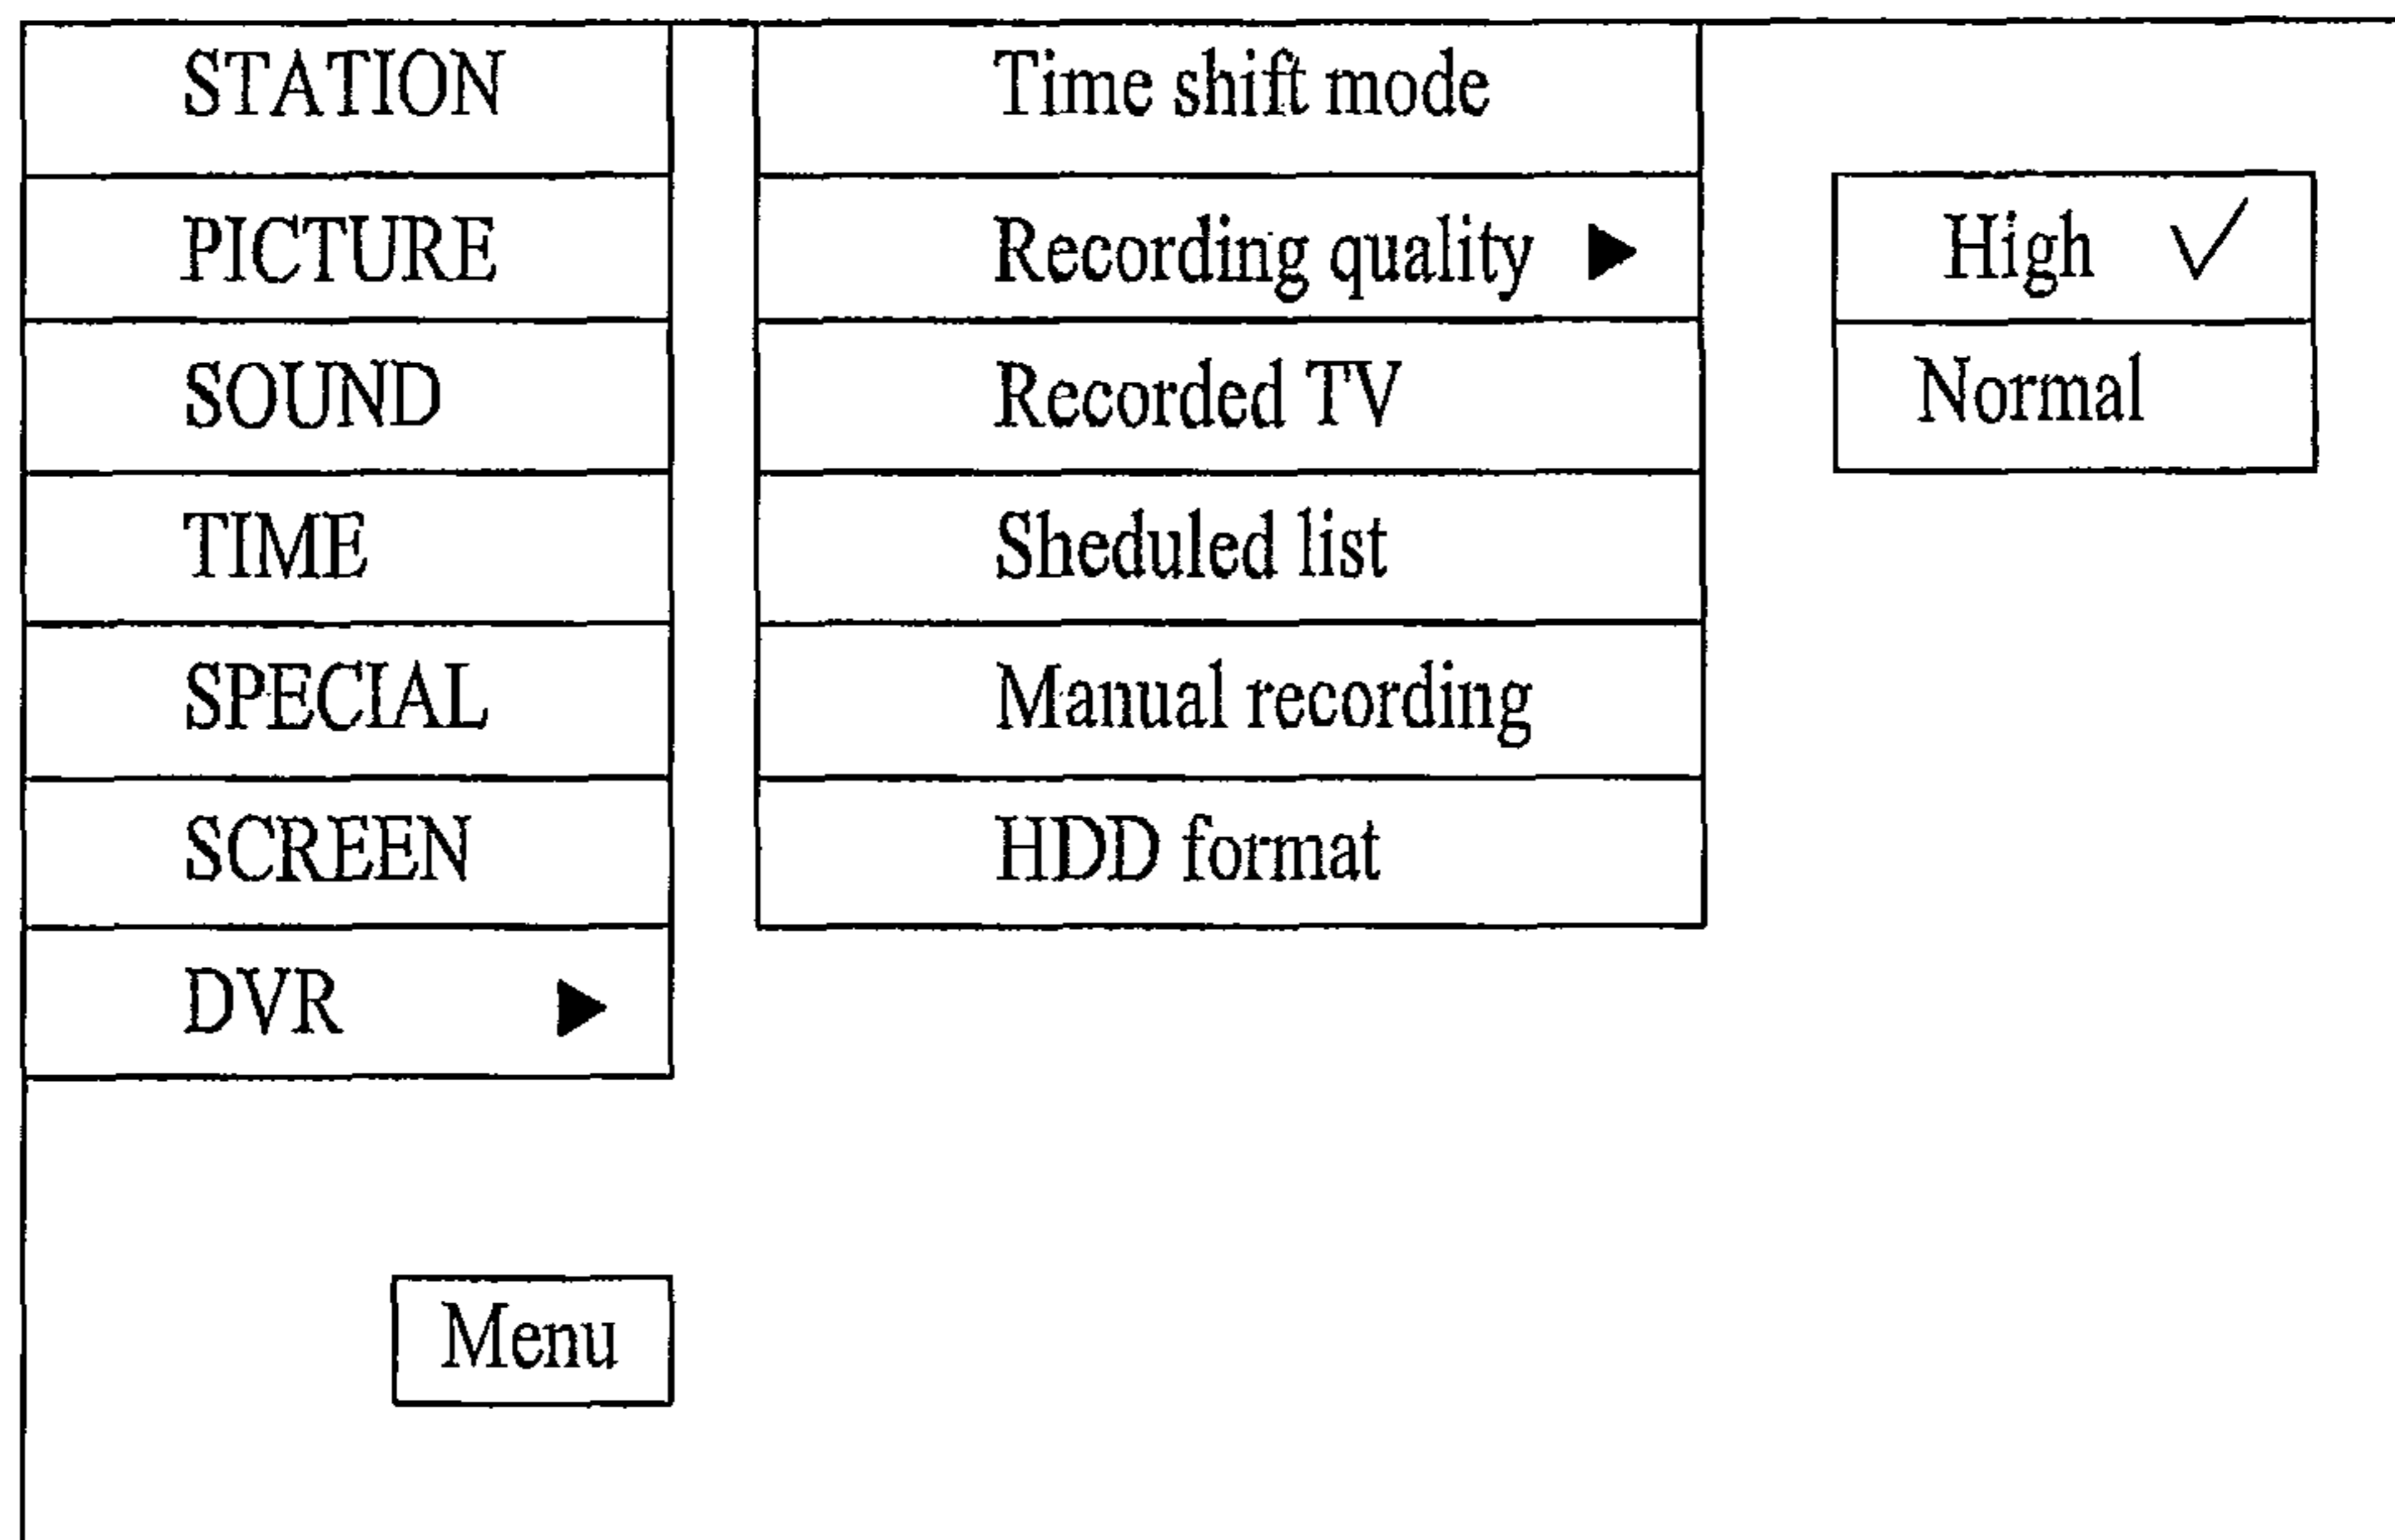 STATION
PICTURE
SOUND
TIME
SPECIAL
SCREEN
DVR ▶
Time shift mode
Recording quality ▶
Recorded TV
Sheduled list
Manual recording
HDD format
High ✓
Normal
Menu